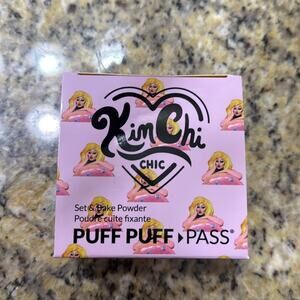 KimChi
CHIC
Set & Bake Powder
Poudre cuite fixante
PUFF PUFF ▸ PASS®